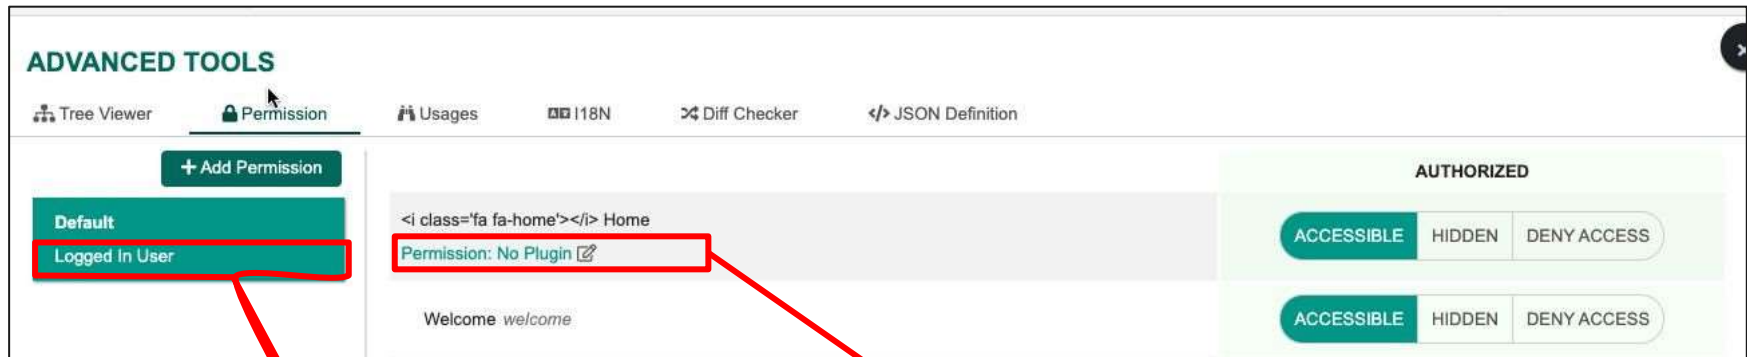 ADVANCED TOOLS
Tree Viewer Permission Usages I18N Diff Checker </> JSON Definition
+ Add Permission
AUTHORIZED
Default
Logged In User
<i class='fa fa-home'></i> Home
Permission: No Plugin
ACCESSIBLE HIDDEN DENY ACCESS
Welcome welcome
ACCESSIBLE HIDDEN DENY ACCESS